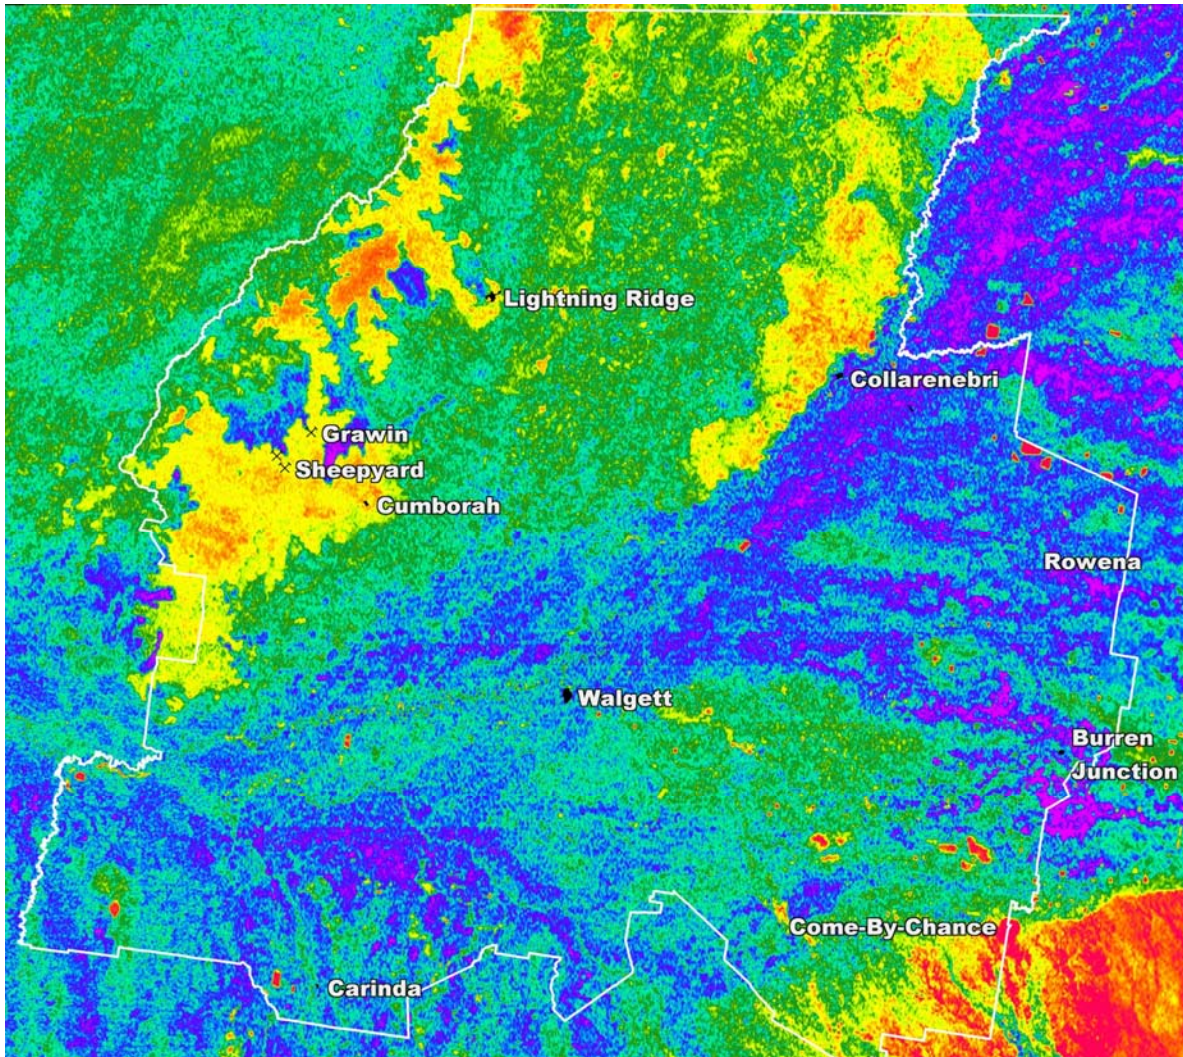 Lightning Ridge
Collarenebri
Grawin
Sheepyard
Cumborah
Rowena
Walgett
Burren
Junction
Come-By-Chance
Carinda